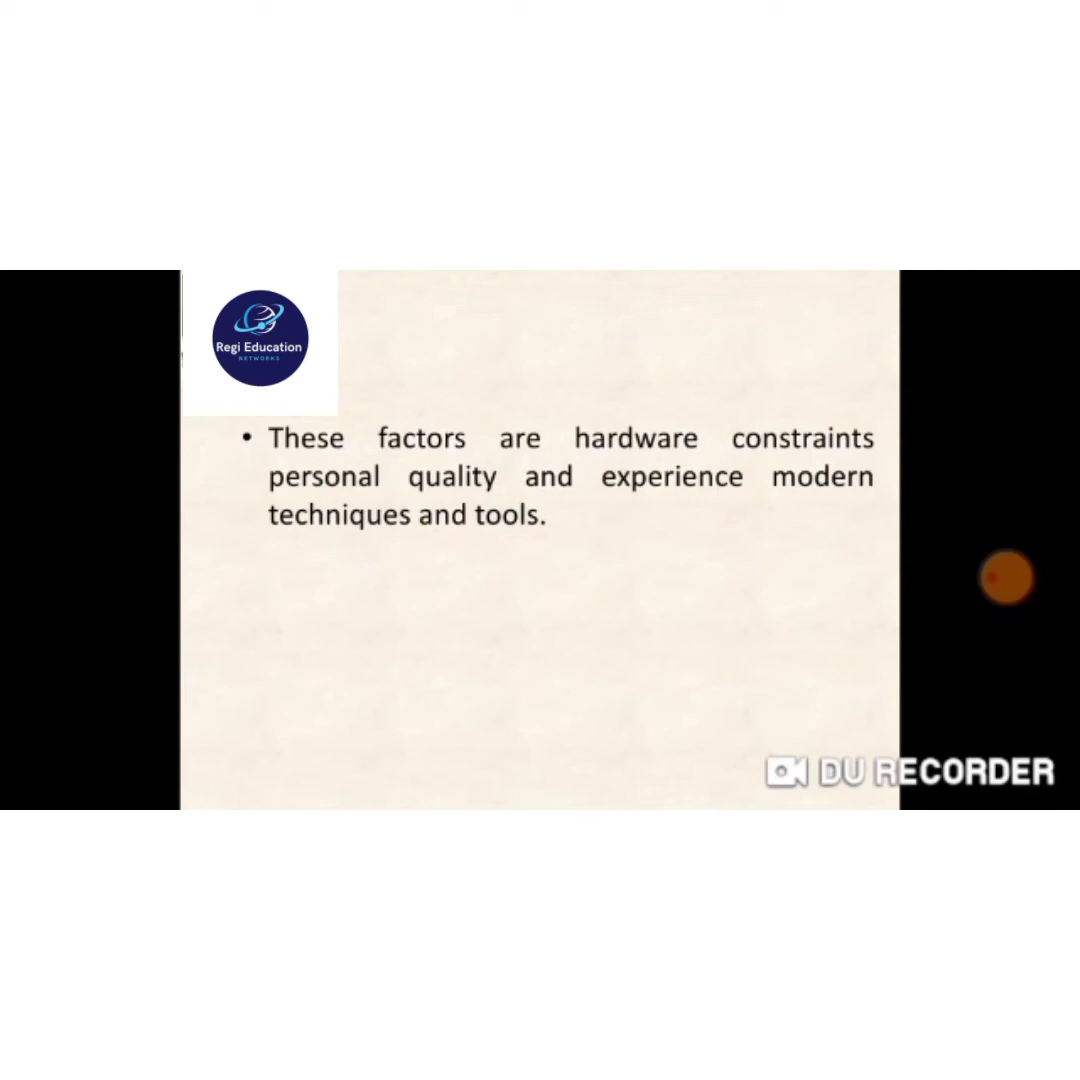 Regi Education
NETWORKS
• These factors are hardware constraints
personal quality and experience modern
techniques and tools.
DU RECORDER